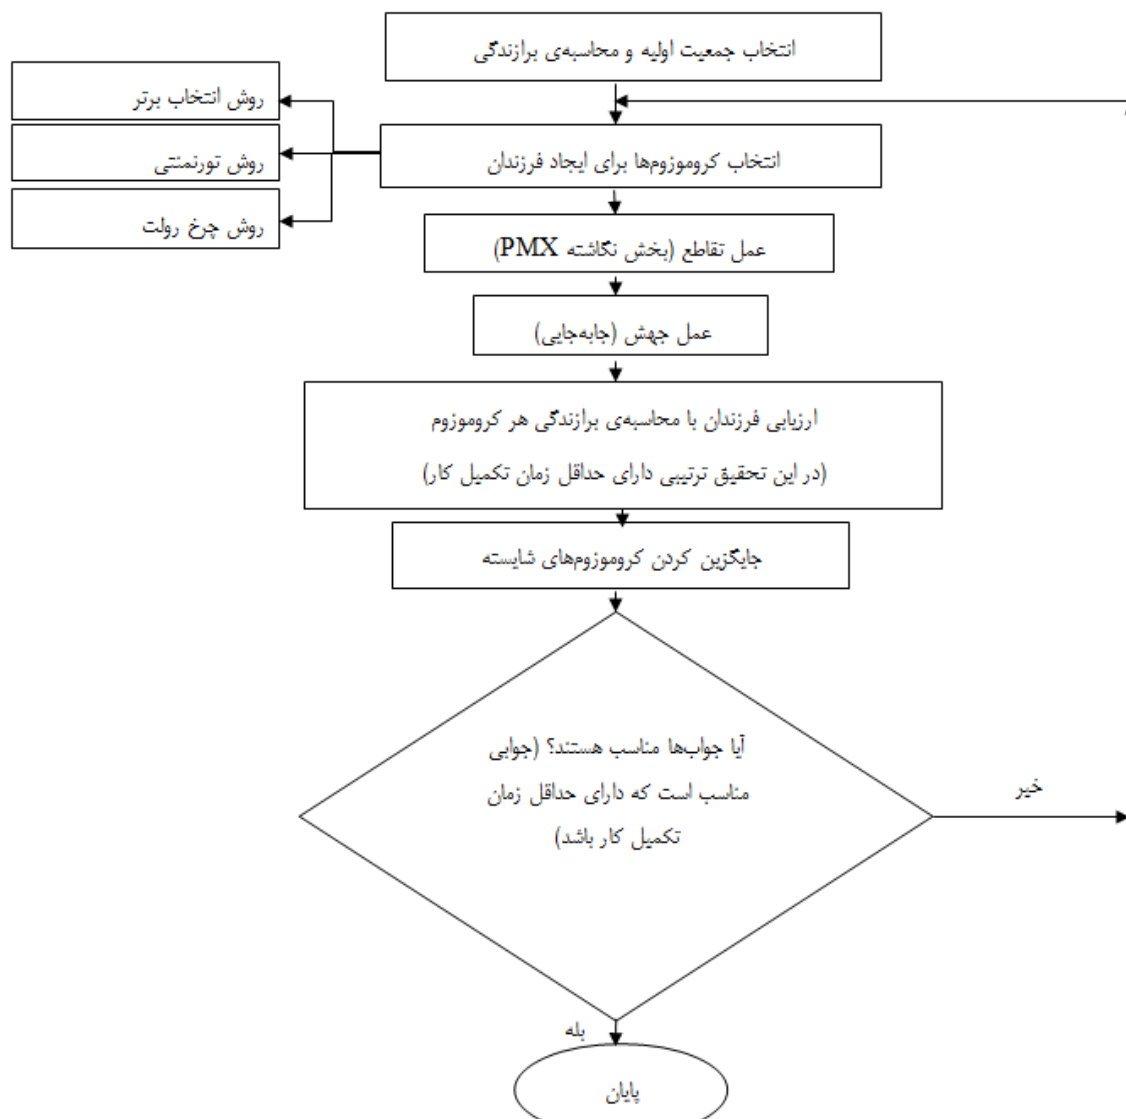 انتخاب جمعیت اولیه و محاسبه‌ی برازندگی
روش انتخاب برتر
انتخاب کروموزوم‌ها برای ایجاد فرزندان
روش تورنمنتی
روش چرخ رولت
عمل تقاطع (بخش نگاشته PMX)
عمل جهش (جابه‌جایی)
ارزیابی فرزندان با محاسبه‌ی برازندگی هر کروموزوم
(در این تحقیق ترتیبی دارای حداقل زمان تکمیل کار)
جایگزین کردن کروموزوم‌های شایسته
آیا جواب‌ها مناسب هستند؟ (جوابی
مناسب است که دارای حداقل زمان
تکمیل کار باشد)
خیر
بله
پایان